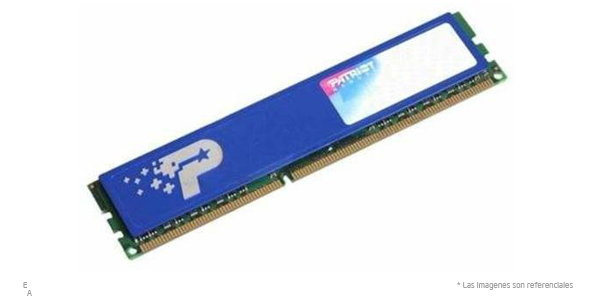 PATRIOT
E
A
* Las Imagenes son referenciales